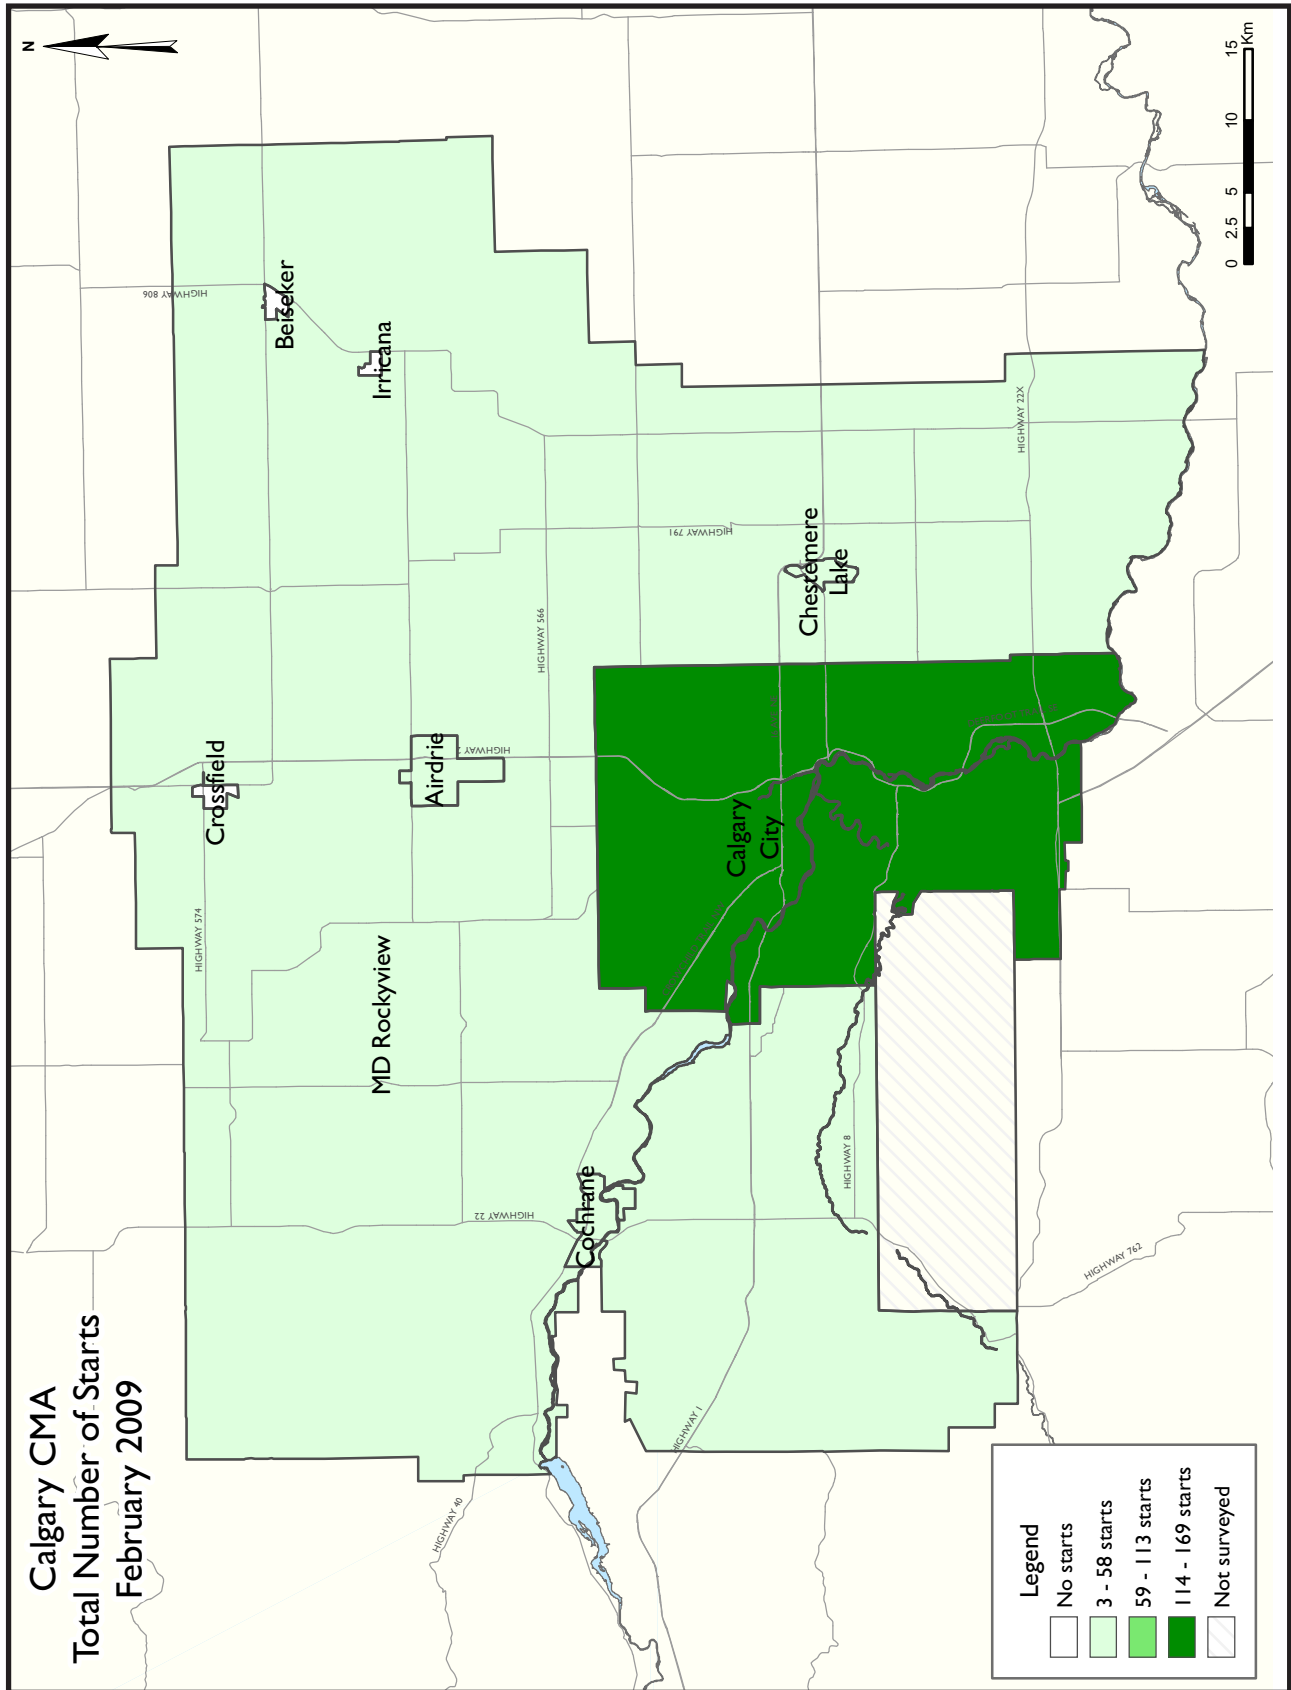 Calgary CMA
Total Number of Starts
February 2009
N
HIGHWAY 574
Crossfield
HIGHWAY 806
Beiseker
Irricana
MD Rockyview
Airdrie
HIGHWAY 2
HIGHWAY 566
HIGHWAY 40
HIGHWAY 22
Cochrane
HIGHWAY 791
Calgary
City
Chestemere
Lake
HIGHWAY 1
HIGHWAY 8
HIGHWAY 22X
HIGHWAY 762
Legend
No starts
3 - 58 starts
59 - 113 starts
114 - 169 starts
Not surveyed
0 2.5 5 10 15
Km